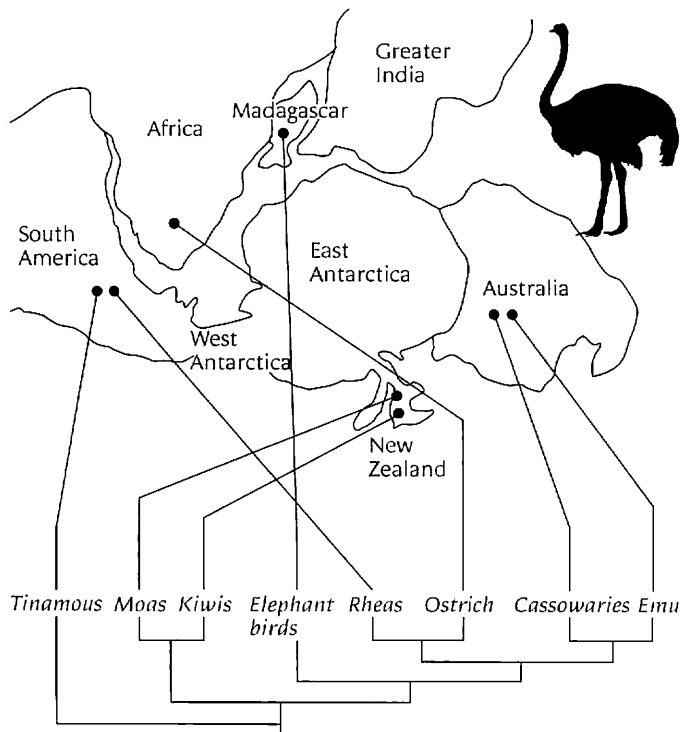 Greater
India
Madagascar
Africa
South
America
East
Antarctica
Australia
West
Antarctica
New
Zealand
Tinamous Moas Kiwis Elephant Rheas Ostrich Cassowaries Emu
birds